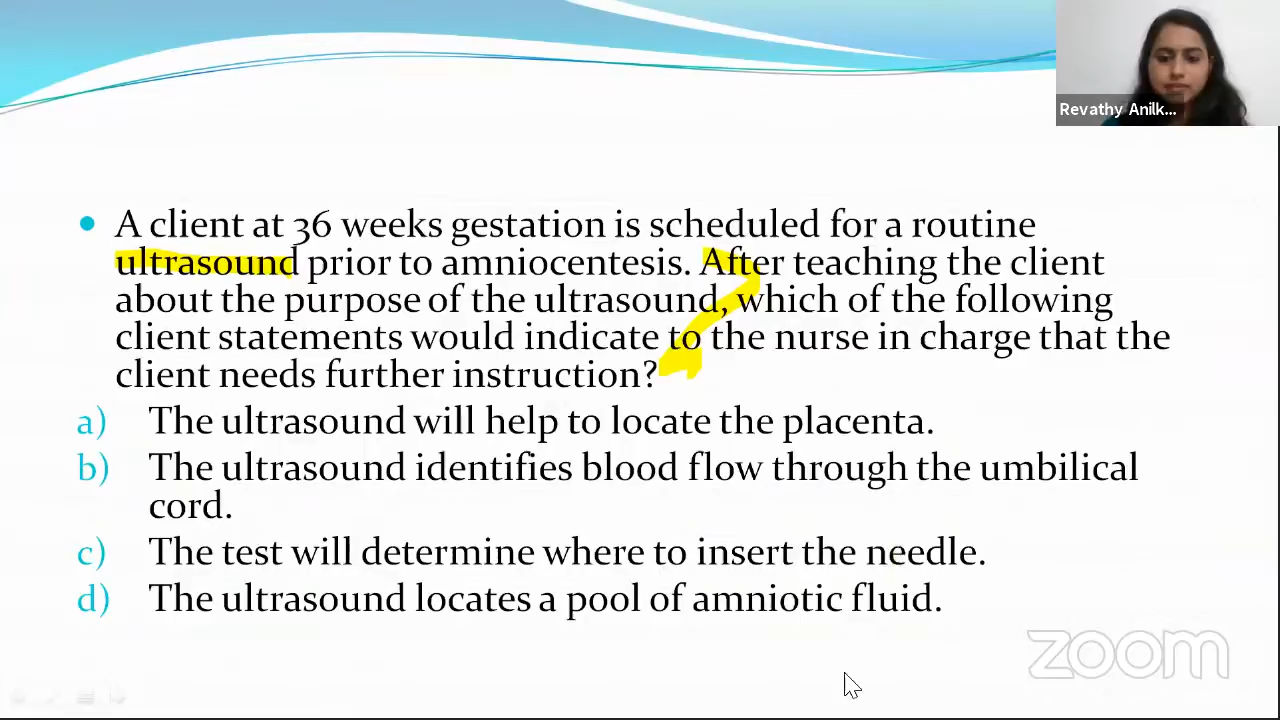 Revathy Anilk...
A client at 36 weeks gestation is scheduled for a routine
ultrasound prior to amniocentesis. After teaching the client
about the purpose of the ultrasound, which of the following
client statements would indicate to the nurse in charge that the
client needs further instruction?
a) The ultrasound will help to locate the placenta.
b) The ultrasound identifies blood flow through the umbilical
cord.
c) The test will determine where to insert the needle.
d) The ultrasound locates a pool of amniotic fluid.
zoom